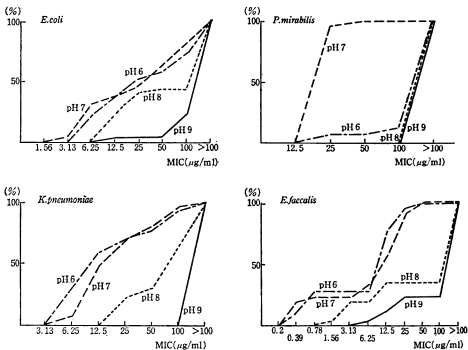 (%)
E.coli
100
50
pH 6
pH 7
pH 8
pH 9
1.56 3.13 6.25 12.5 25 50 100 >100
MIC(μg/ml)
(%)
P.mirabilis
100
50
pH 7
pH 6
pH 8
pH 9
12.5 25 50 100 >100
MIC(μg/ml)
(%)
K.pneumoniae
100
50
pH 6
pH 7
pH 8
pH 9
3.13 6.25 12.5 25 50 100 >100
MIC(μg/ml)
(%)
E.faecalis
100
50
pH 6
pH 7
pH 8
pH 9
0.2 0.78 3.13 12.5 50 >100
0.39 1.56 6.25 25 100
MIC(μg/ml)